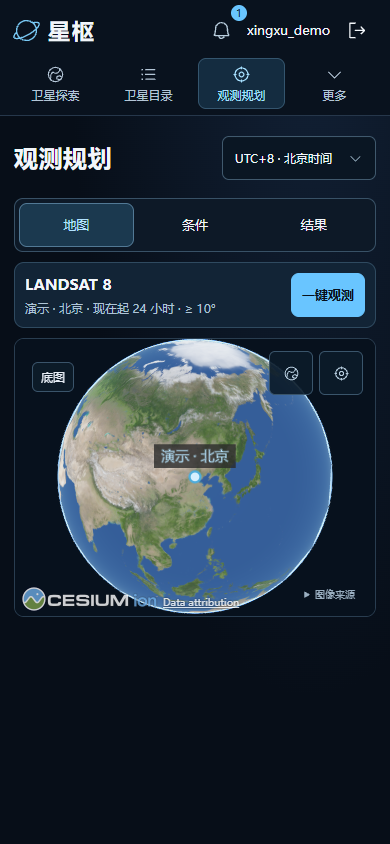 星枢
1
xingxu_demo
卫星探索
卫星目录
观测规划
更多
观测规划
UTC+8 · 北京时间
地图
条件
结果
LANDSAT 8
演示 · 北京 · 现在起 24 小时 · ≥ 10°
一键观测
底图
演示 · 北京
CESIUM ion
Data attribution
▶ 图像来源